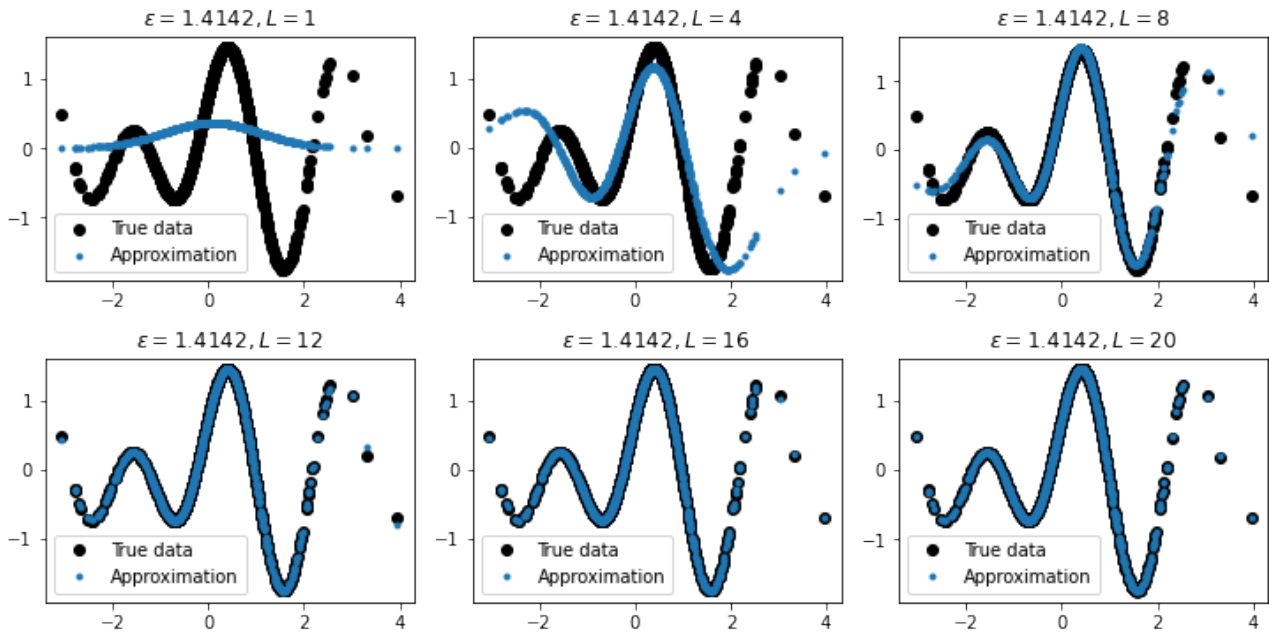 ε = 1.4142, L = 1
ε = 1.4142, L = 4
ε = 1.4142, L = 8
1
0
−1
True data
Approximation
−2
0
2
4
1
0
−1
True data
Approximation
−2
0
2
4
1
0
−1
True data
Approximation
−2
0
2
4
ε = 1.4142, L = 12
ε = 1.4142, L = 16
ε = 1.4142, L = 20
1
0
−1
True data
Approximation
−2
0
2
4
1
0
−1
True data
Approximation
−2
0
2
4
1
0
−1
True data
Approximation
−2
0
2
4